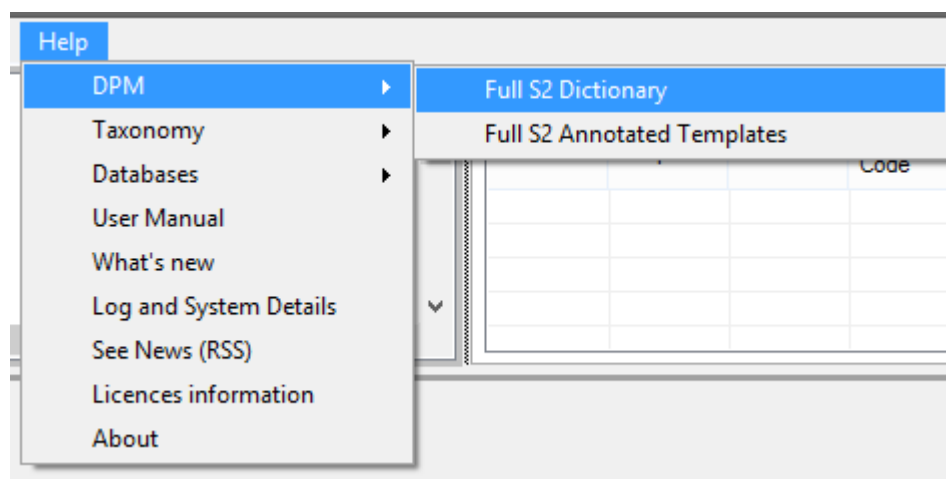 Help
DPM
Full S2 Dictionary
Taxonomy
Full S2 Annotated Templates
Databases
Code
User Manual
What's new
Log and System Details
See News (RSS)
Licences information
About